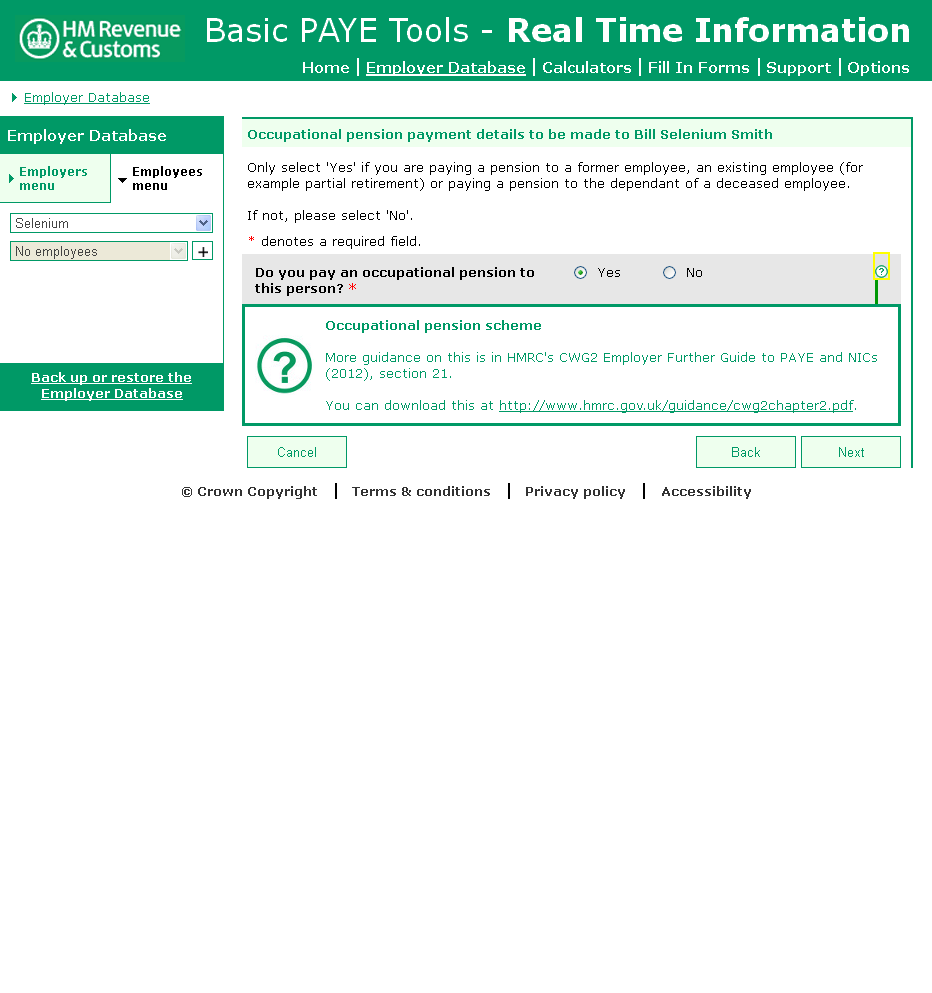 HM Revenue
& Customs
Basic PAYE Tools - Real Time Information
Home | Employer Database | Calculators | Fill In Forms | Support | Options
Employer Database
Employer Database
Employers
menu
Employees
menu
Selenium
No employees
+
Back up or restore the
Employer Database
Occupational pension payment details to be made to Bill Selenium Smith
Only select 'Yes' if you are paying a pension to a former employee, an existing employee (for
example partial retirement) or paying a pension to the dependant of a deceased employee.
If not, please select 'No'.
* denotes a required field.
Do you pay an occupational pension to
this person? *
Yes
No
?
?
Occupational pension scheme
More guidance on this is in HMRC's CWG2 Employer Further Guide to PAYE and NICs
(2012), section 21.
You can download this at http://www.hmrc.gov.uk/guidance/cwg2chapter2.pdf.
Cancel
Back
Next
© Crown Copyright | Terms & conditions | Privacy policy | Accessibility